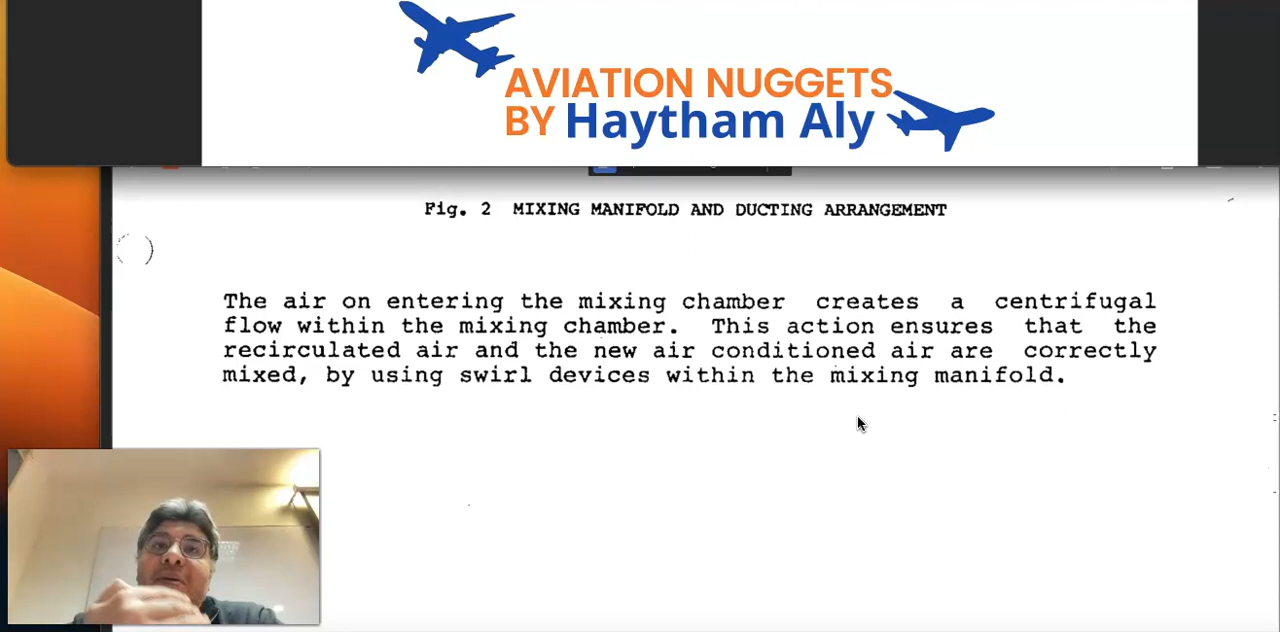 AVIATION NUGGETS
BY Haytham Aly
Fig. 2 MIXING MANIFOLD AND DUCTING ARRANGEMENT
The air on entering the mixing chamber creates a centrifugal
flow within the mixing chamber. This action ensures that the
recirculated air and the new air conditioned air are correctly
mixed, by using swirl devices within the mixing manifold.